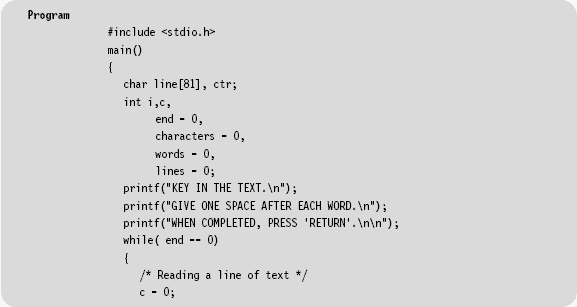 Program
#include <stdio.h>
main()
{
char line[81], ctr;
int i,c,
end = 0,
characters = 0,
words = 0,
lines = 0;
printf("KEY IN THE TEXT.\n");
printf("GIVE ONE SPACE AFTER EACH WORD.\n");
printf("WHEN COMPLETED, PRESS 'RETURN'.\n\n");
while( end == 0)
{
/* Reading a line of text */
c = 0;